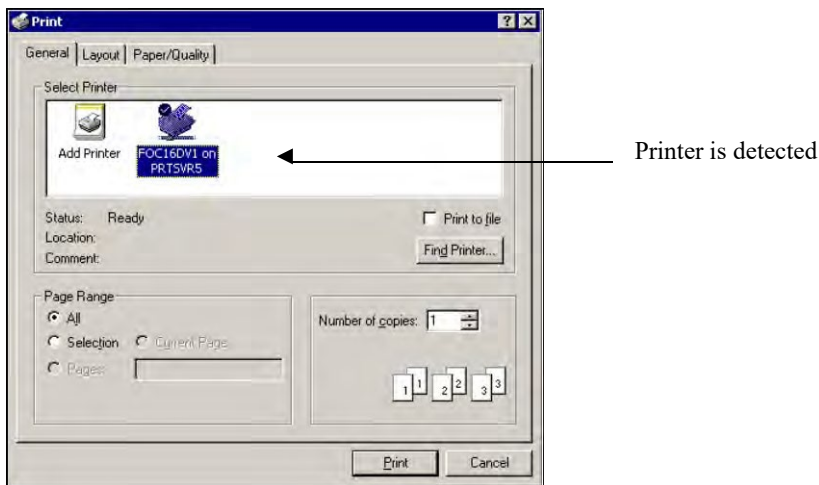 Print
General Layout Paper/Quality
Select Printer
Add Printer
FOC16DV1 on
PRTSVR5
Printer is detected
Status: Ready
Print to file
Location:
Comment:
Find Printer...
Page Range
All
Selection Current Page
Pages:
Number of copies: 1
1 1 2 2 3 3
Print Cancel